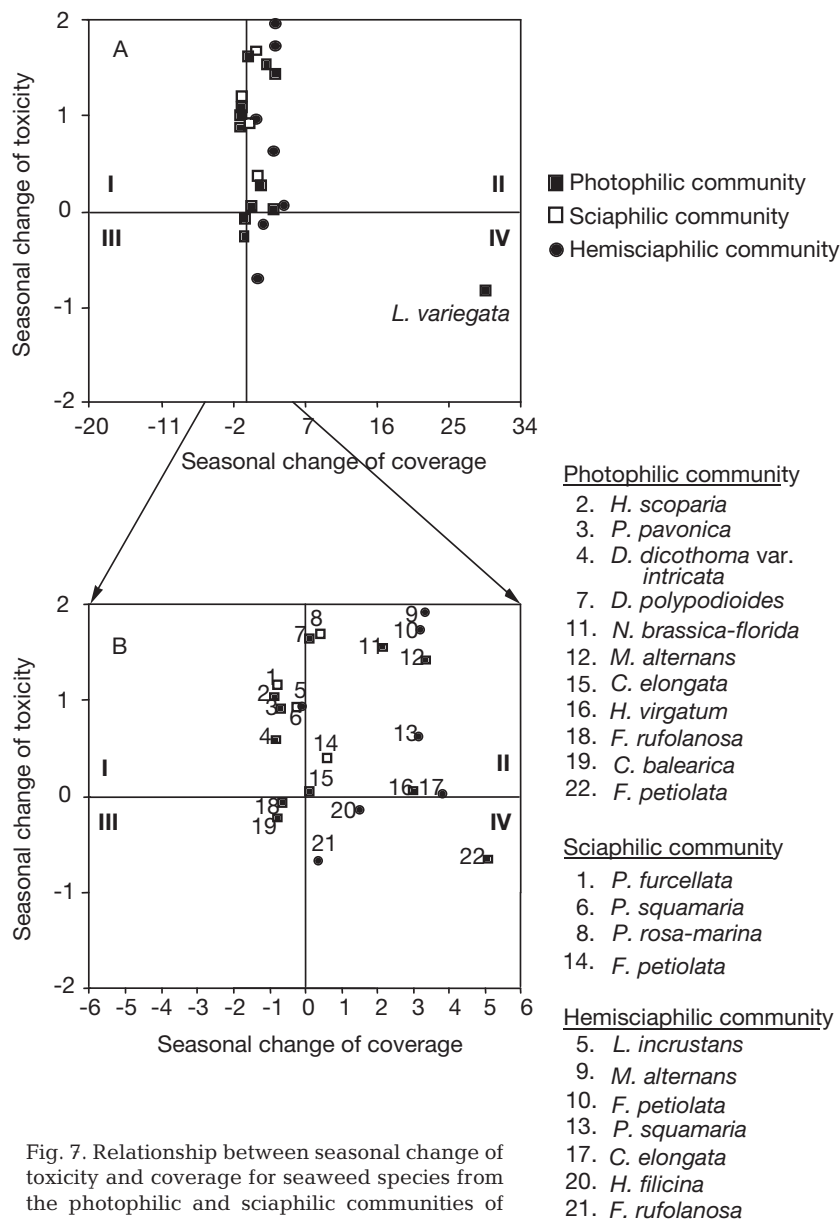 A
2
1
0
-1
-2
Seasonal change of toxicity
I
II
III
IV
L. variegata
-20 -11 -2 7 16 25 34
Seasonal change of coverage
Photophilic community
Sciaphilic community
Hemisciaphilic community
B
2
1
0
-1
-2
Seasonal change of toxicity
I
II
III
IV
1
2
3
4
5
6
7
8
9
10
11
12
13
14
15
16
17
18
19
20
21
22
-6 -5 -4 -3 -2 -1 0 1 2 3 4 5 6
Seasonal change of coverage
Photophilic community
2. H. scoparia
3. P. pavonica
4. D. dicothoma var.
intricata
7. D. polypodioides
11. N. brassica-florida
12. M. alternans
15. C. elongata
16. H. virgatum
18. F. rufolanosa
19. C. balearica
22. F. petiolata
Sciaphilic community
1. P. furcellata
6. P. squamaria
8. P. rosa-marina
14. F. petiolata
Hemisciaphilic community
5. L. incrustans
9. M. alternans
10. F. petiolata
13. P. squamaria
17. C. elongata
20. H. filicina
21. F. rufolanosa
Fig. 7. Relationship between seasonal change of
toxicity and coverage for seaweed species from
the photophilic and sciaphilic communities of